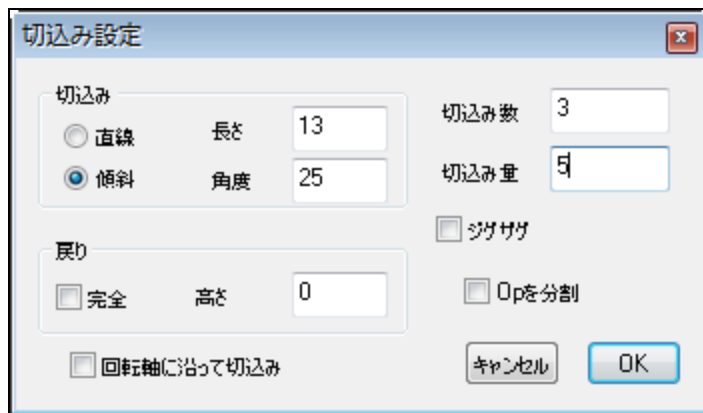 切込み設定
切込み
直線 長さ 13
傾斜 角度 25
切込み数 3
切込み量 5
ジグザグ
戻り
完全 高さ 0
Opを分割
回転軸に沿って切込み
キャンセル OK